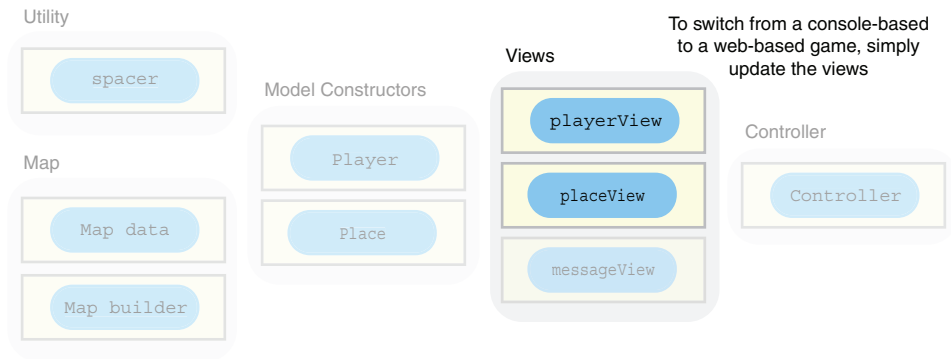 Utility
spacer
Map
Map data
Map builder
Model Constructors
Player
Place
Views
playerView
placeView
messageView
To switch from a console-based
to a web-based game, simply
update the views
Controller
Controller